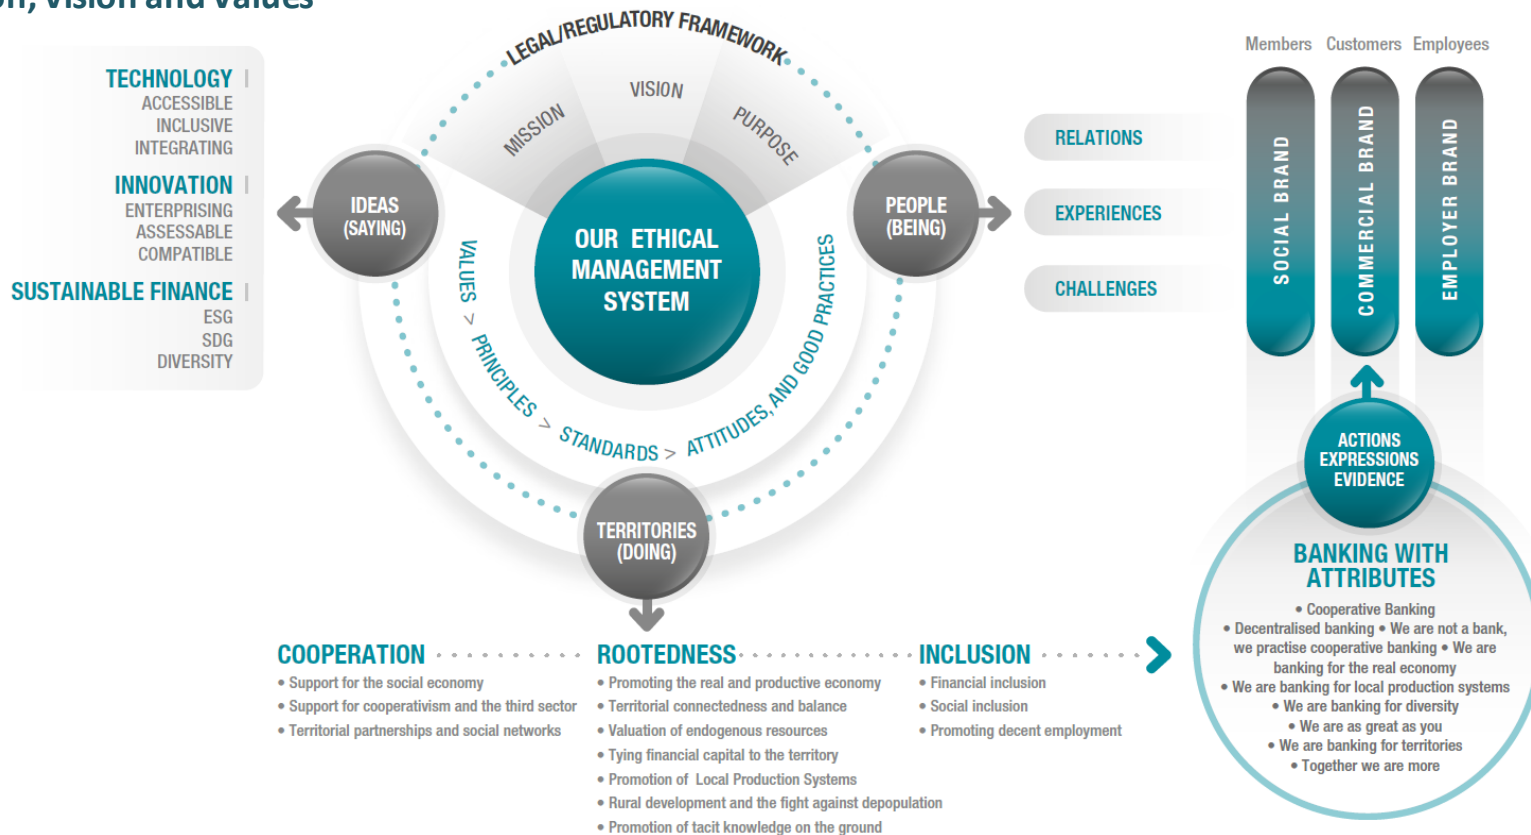 on, vision and values
TECHNOLOGY
ACCESSIBLE
INCLUSIVE
INTEGRATING
INNOVATION
ENTERPRISING
ASSESSABLE
COMPATIBLE
SUSTAINABLE FINANCE
ESG
SDG
DIVERSITY
LEGAL/REGULATORY FRAMEWORK
MISSION
VISION
PURPOSE
IDEAS
(SAYING)
PEOPLE
(BEING)
OUR ETHICAL
MANAGEMENT
SYSTEM
VALUES > PRINCIPLES > STANDARDS > ATTITUDES, AND GOOD PRACTICES
TERRITORIES
(DOING)
RELATIONS
EXPERIENCES
CHALLENGES
Members Customers Employees
SOCIAL BRAND
COMMERCIAL BRAND
EMPLOYER BRAND
ACTIONS
EXPRESSIONS
EVIDENCE
BANKING WITH
ATTRIBUTES
• Cooperative Banking
• Decentralised banking • We are not a bank,
we practise cooperative banking • We are
banking for the real economy
• We are banking for local production systems
• We are banking for diversity
• We are as great as you
• We are banking for territories
• Together we are more
COOPERATION
• Support for the social economy
• Support for cooperativism and the third sector
• Territorial partnerships and social networks
ROOTEDNESS
• Promoting the real and productive economy
• Territorial connectedness and balance
• Valuation of endogenous resources
• Tying financial capital to the territory
• Promotion of Local Production Systems
• Rural development and the fight against depopulation
• Promotion of tacit knowledge on the ground
INCLUSION
• Financial inclusion
• Social inclusion
• Promoting decent employment